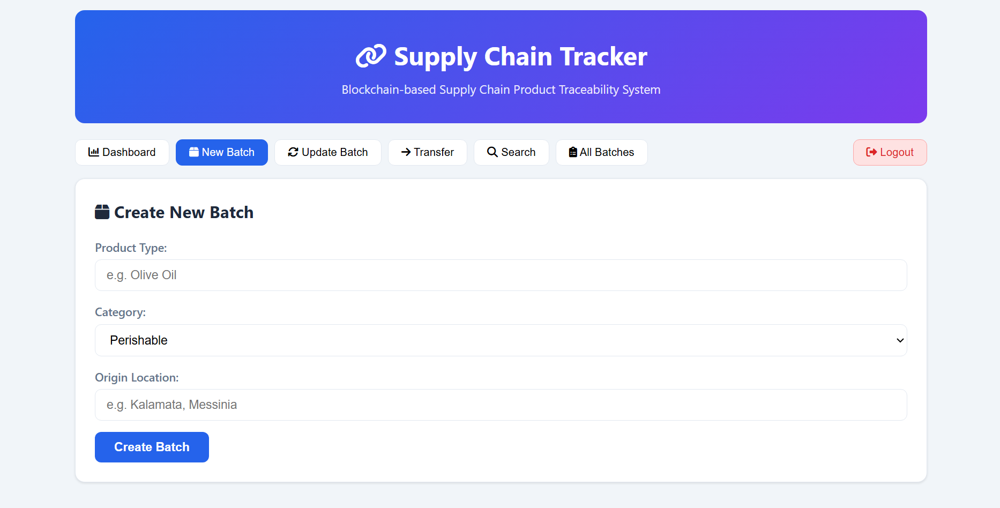 Supply Chain Tracker
Blockchain-based Supply Chain Product Traceability System
Dashboard New Batch Update Batch Transfer Search All Batches Logout
Create New Batch
Product Type:
e.g. Olive Oil
Category:
Perishable
Origin Location:
e.g. Kalamata, Messinia
Create Batch